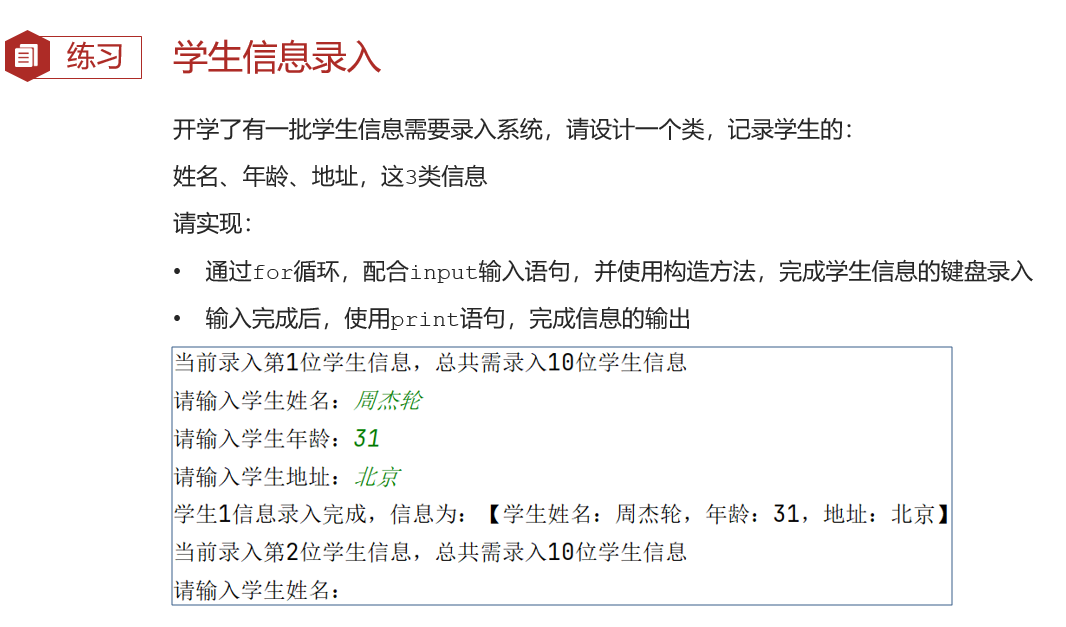 练习
学生信息录入
开学了有一批学生信息需要录入系统，请设计一个类，记录学生的：
姓名、年龄、地址，这3类信息
请实现：
• 通过for循环，配合input输入语句，并使用构造方法，完成学生信息的键盘录入
• 输入完成后，使用print语句，完成信息的输出
当前录入第1位学生信息，总共需录入10位学生信息
请输入学生姓名：周杰轮
请输入学生年龄：31
请输入学生地址：北京
学生1信息录入完成，信息为：【学生姓名：周杰轮，年龄：31，地址：北京】
当前录入第2位学生信息，总共需录入10位学生信息
请输入学生姓名：